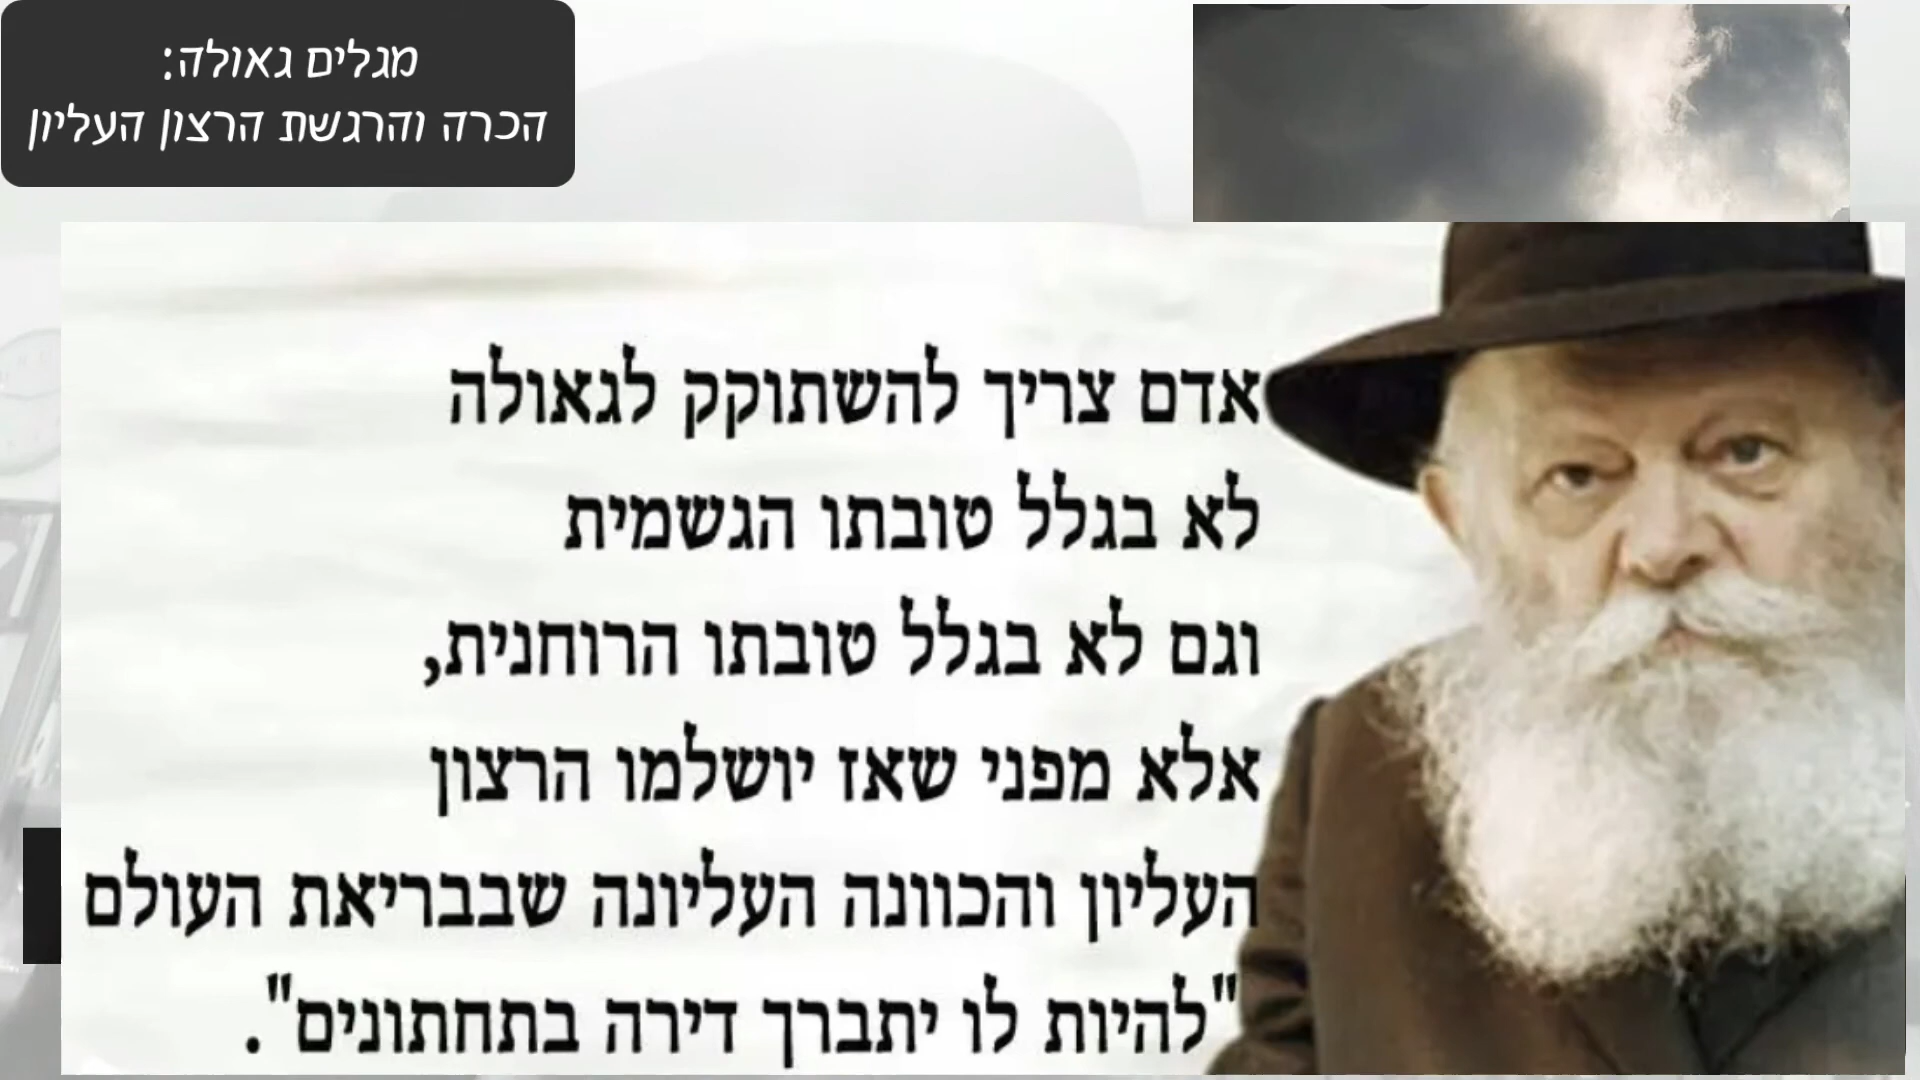 מגלים גאולה:
הכרה והרגשת הרצון העליון
אדם צריך להשתוקק לגאולה
לא בגלל טובתו הגשמית
וגם לא בגלל טובתו הרוחנית,
אלא מפני שאז יושלמו הרצון
העליון והכוונה העליונה שבבריאת העולם
"להיות לו יתברך דירה בתחתונים".